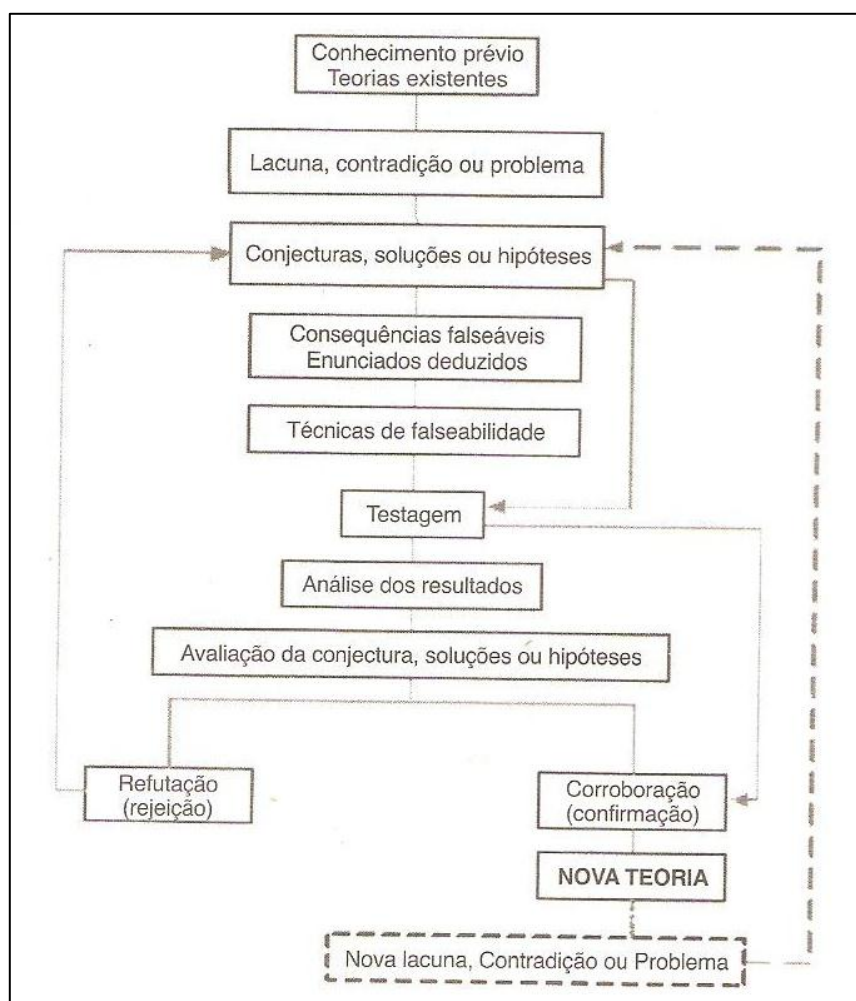 Conhecimento prévio
Teorias existentes
Lacuna, contradição ou problema
Conjecturas, soluções ou hipóteses
Consequências falseáveis
Enunciados deduzidos
Técnicas de falseabilidade
Testagem
Análise dos resultados
Avaliação da conjectura, soluções ou hipóteses
Refutação
(rejeição)
Corroboração
(confirmação)
NOVA TEORIA
Nova lacuna, Contradição ou Problema